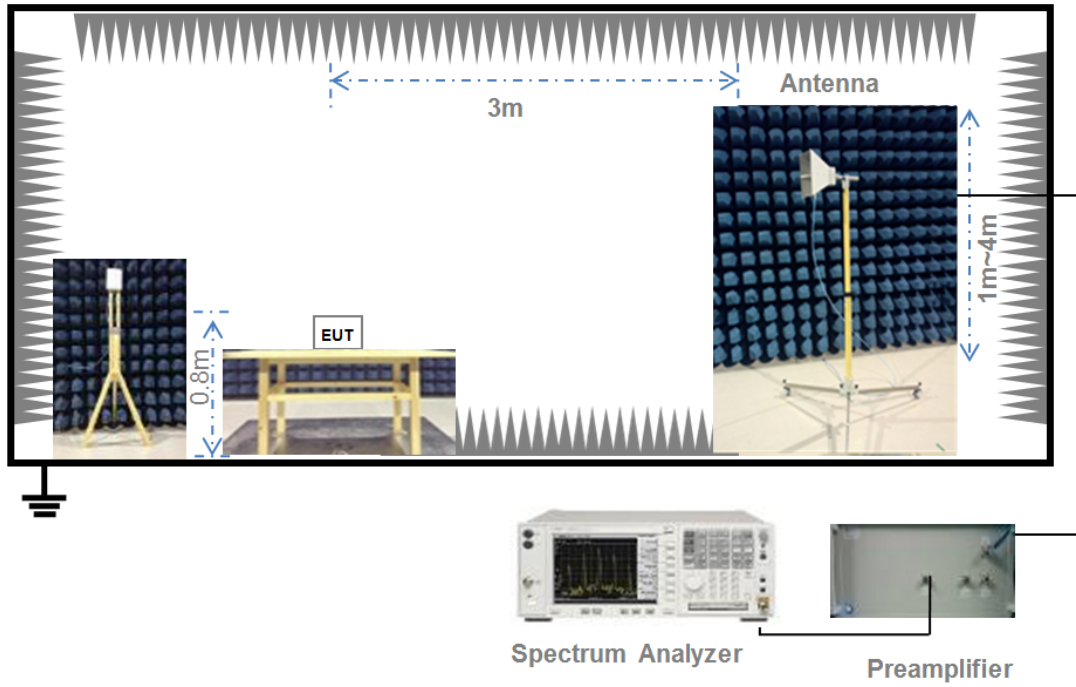 Antenna
3m
1m~4m
EUT
0.8m
Spectrum Analyzer
Preamplifier